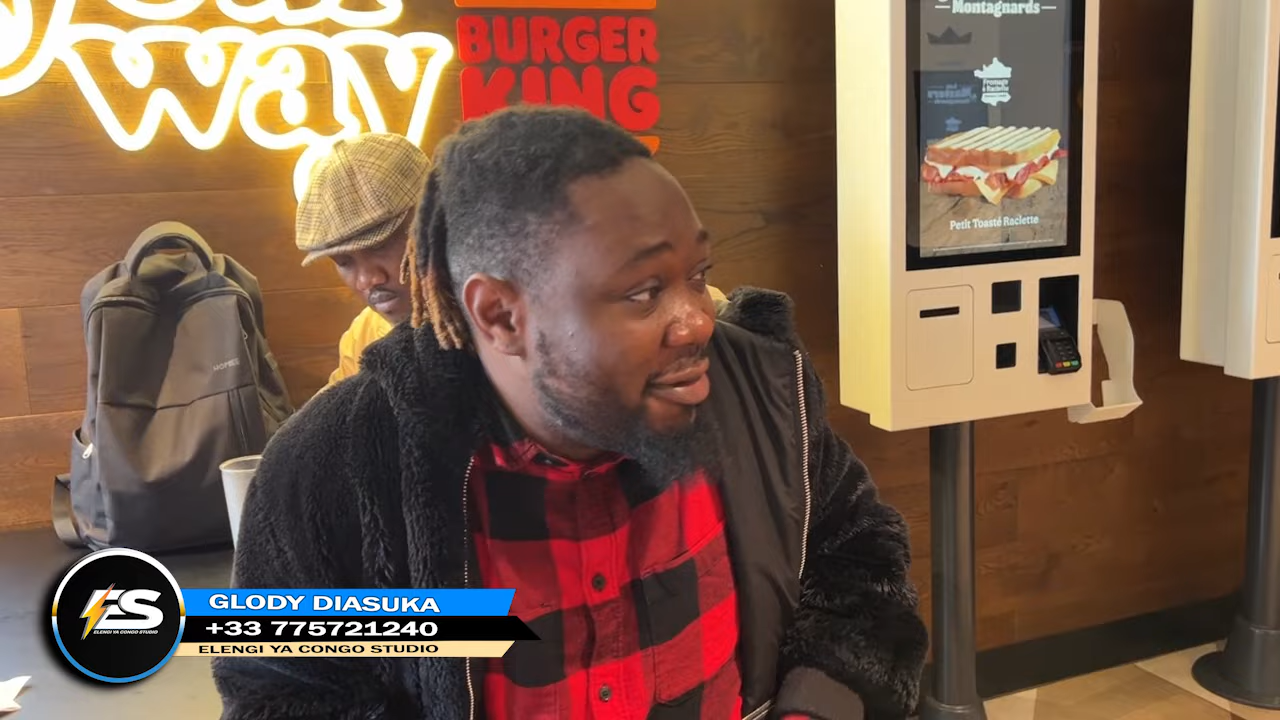 way
BURGER
KING
Montagnards
Fromage
à Raclette
Petit Toasté Raclette
ES
ELENGI YA CONGO STUDIO
GLODY DIASUKA
+33 775721240
ELENGI YA CONGO STUDIO